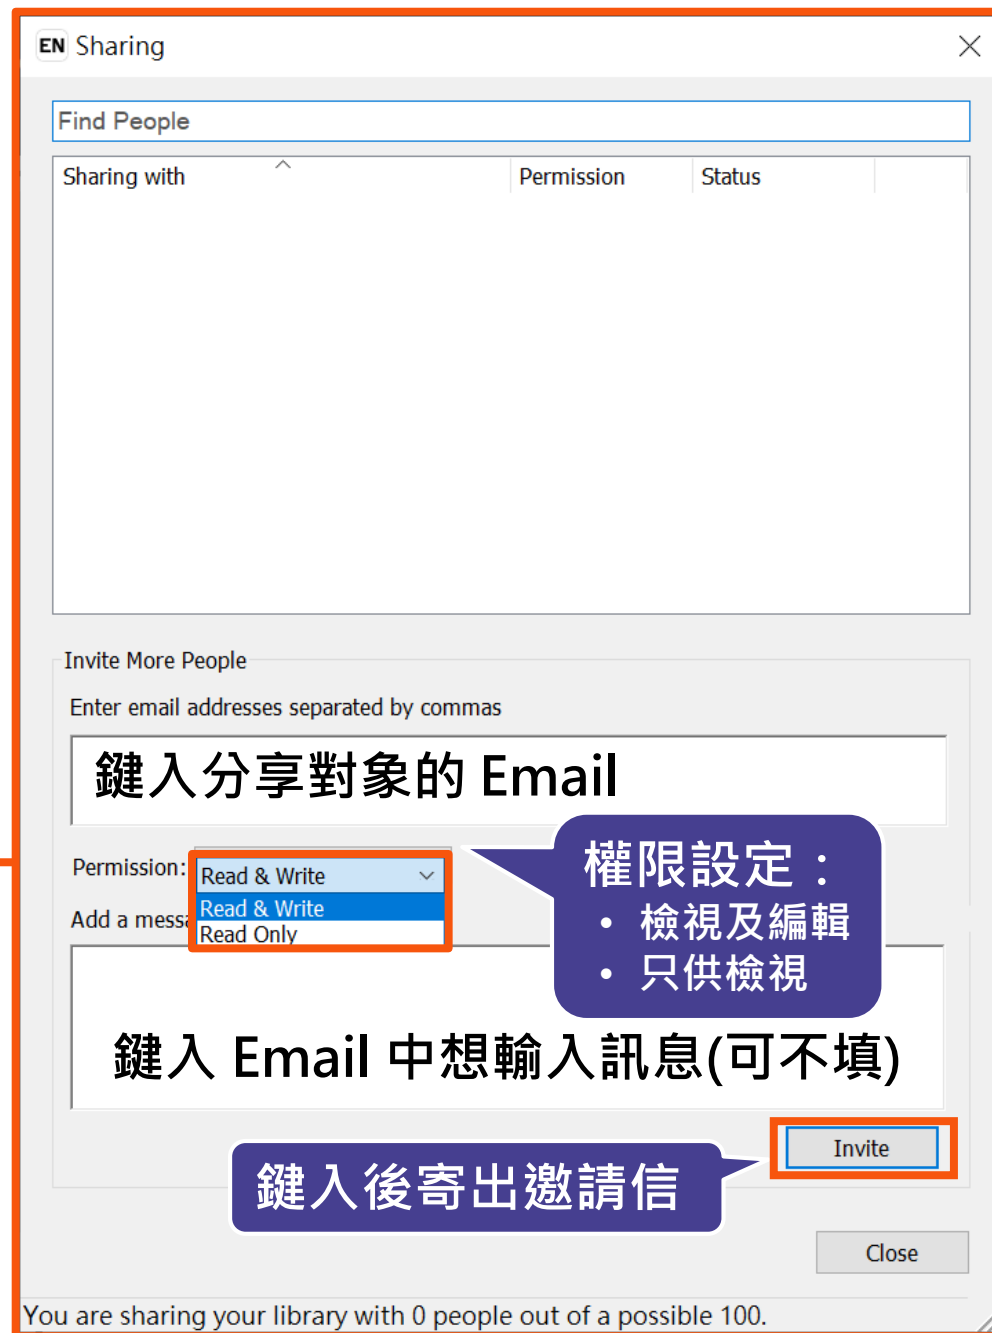 EN Sharing
Find People
Sharing with Permission Status
Invite More People
Enter email addresses separated by commas
鍵入分享對象的 Email
Permission: Read & Write
Read & Write
Add a messa
Read Only
權限設定：
• 檢視及編輯
• 只供檢視
鍵入 Email 中想輸入訊息(可不填)
Invite
鍵入後寄出邀請信
Close
You are sharing your library with 0 people out of a possible 100.